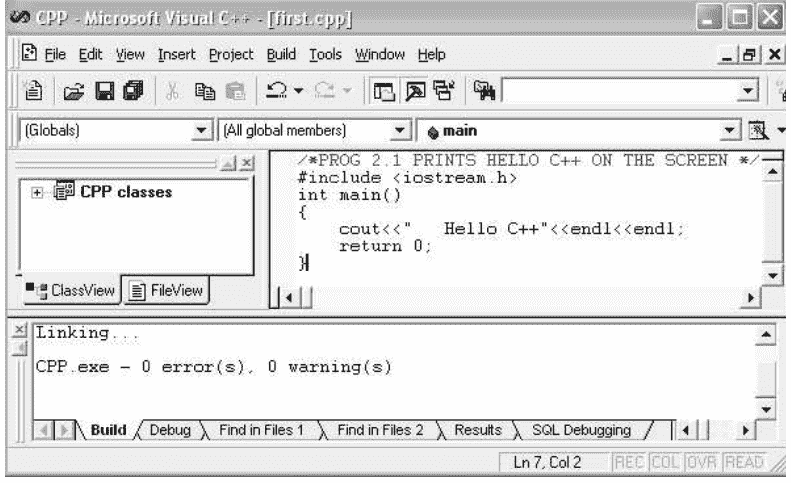 CPP - Microsoft Visual C++ - [first.cpp]
File Edit View Insert Project Build Tools Window Help
(Globals) (All global members) main
CPP classes
ClassView FileView
/*PROG 2.1 PRINTS HELLO C++ ON THE SCREEN */
#include <iostream.h>
int main()
{
cout<<"   Hello C++"<<endl<<endl;
return 0;
}
Linking...
CPP.exe - 0 error(s), 0 warning(s)
Build Debug Find in Files 1 Find in Files 2 Results SQL Debugging
Ln 7, Col 2 REC COL OVR READ